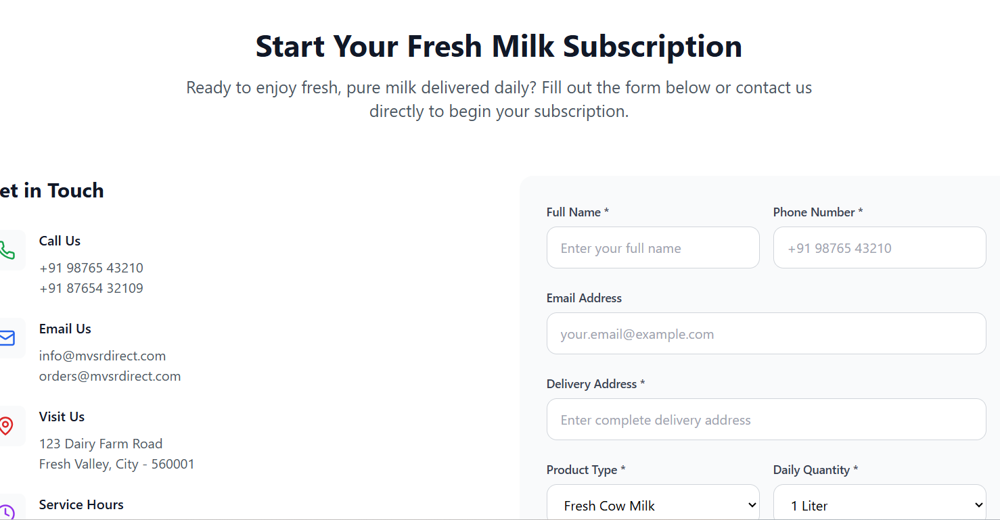 Start Your Fresh Milk Subscription
Ready to enjoy fresh, pure milk delivered daily? Fill out the form below or contact us
directly to begin your subscription.
et in Touch
Call Us
+91 98765 43210
+91 87654 32109
Email Us
info@mvsrdirect.com
orders@mvsrdirect.com
Visit Us
123 Dairy Farm Road
Fresh Valley, City - 560001
Service Hours
Full Name *
Phone Number *
Enter your full name
+91 98765 43210
Email Address
your.email@example.com
Delivery Address *
Enter complete delivery address
Product Type *
Daily Quantity *
Fresh Cow Milk
1 Liter